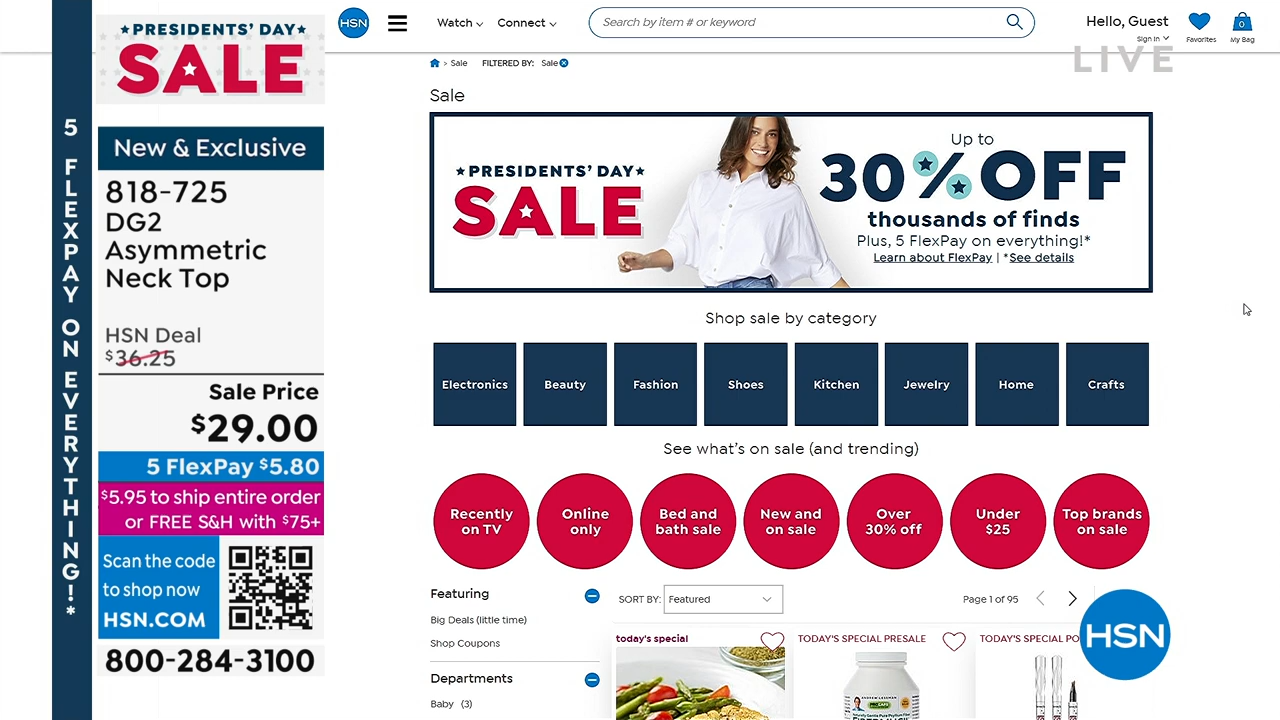 5 FLEXPAY ON EVERYTHING!*
★PRESIDENTS' DAY★
SALE
New & Exclusive
818-725
DG2
Asymmetric
Neck Top
HSN Deal
$36.25
Sale Price
$29.00
5 FlexPay $5.80
$5.95 to ship entire order
or FREE S&H with $75+
Scan the code
to shop now
HSN.COM
800-284-3100
HSN
Watch
Connect
Search by item # or keyword
Hello, Guest
Sign In
Favorites
0
My Bag
LIVE
> Sale
FILTERED BY: Sale
Sale
★PRESIDENTS' DAY★
SALE
Up to
30% OFF
thousands of finds
Plus, 5 FlexPay on everything!*
Learn about FlexPay | *See details
Shop sale by category
Electronics
Beauty
Fashion
Shoes
Kitchen
Jewelry
Home
Crafts
See what's on sale (and trending)
Recently
on TV
Online
only
Bed and
bath sale
New and
on sale
Over
30% off
Under
$25
Top brands
on sale
Featuring
Big Deals (little time)
Shop Coupons
Departments
Baby (3)
SORT BY: Featured
Page 1 of 95
today's special
TODAY'S SPECIAL PRESALE
TODAY'S SPECIAL
HSN
ANDREW LESSMAN